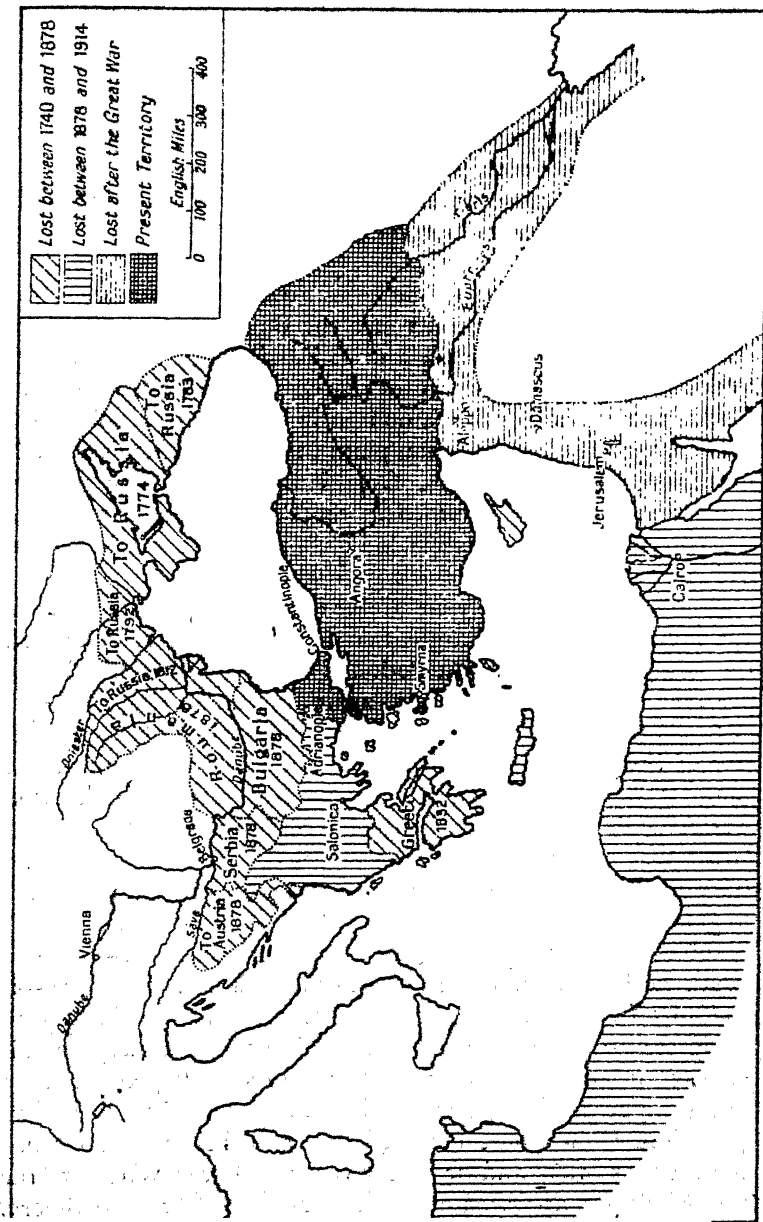 Lost between 1740 and 1878
Lost between 1878 and 1914
Lost after the Great War
Present Territory
English Miles
0 100 200 300 400
To Russia
1783
To Russia
1774
To Russia
1792
To Russia 1812
Dniester
Roumania
1878
Danube
Bulgaria
1878
Serbia
1878
Belgrade
To
Austria
1878
Save
Vienna
Danube
Adrianople
Constantinople
Salonica
Greece
1832
Smyrna
Angora
Aleppo
Damascus
Jerusalem
Cairo
Tigris
Euphrates